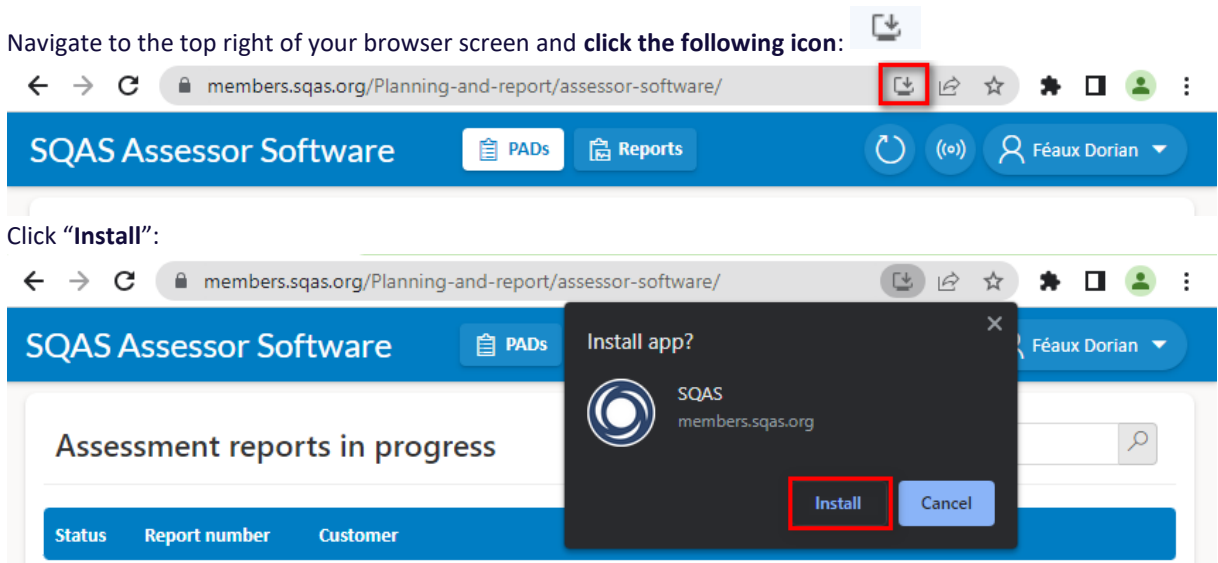 Navigate to the top right of your browser screen and click the following icon:
members.sqas.org/Planning-and-report/assessor-software/
SQAS Assessor Software PADs Reports Féaux Dorian
Click “Install”:
members.sqas.org/Planning-and-report/assessor-software/
SQAS Assessor Software PADs Féaux Dorian
Install app?
SQAS
members.sqas.org
Assessment reports in progress
Install Cancel
Status Report number Customer